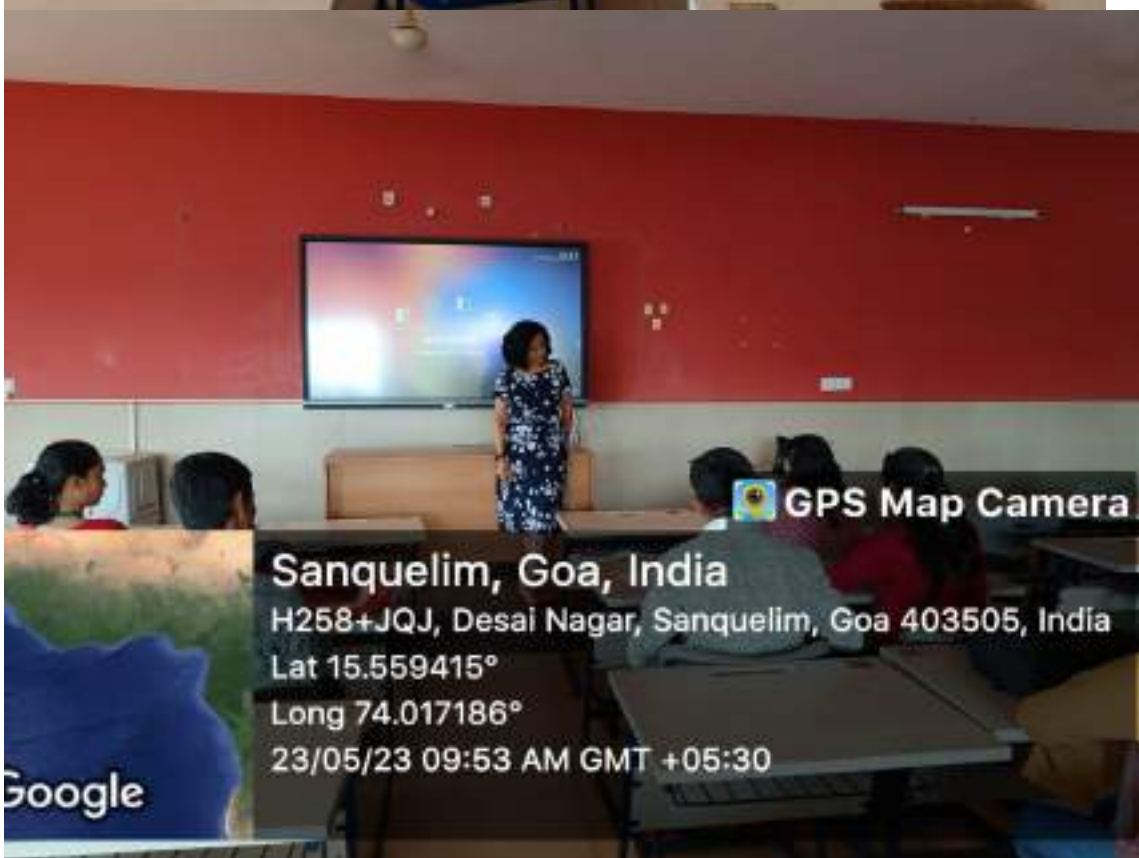 GPS Map Camera
Sanquelim, Goa, India
H258+JQJ, Desai Nagar, Sanquelim, Goa 403505, India
Lat 15.559415°
Long 74.017186°
23/05/23 09:53 AM GMT +05:30
Google